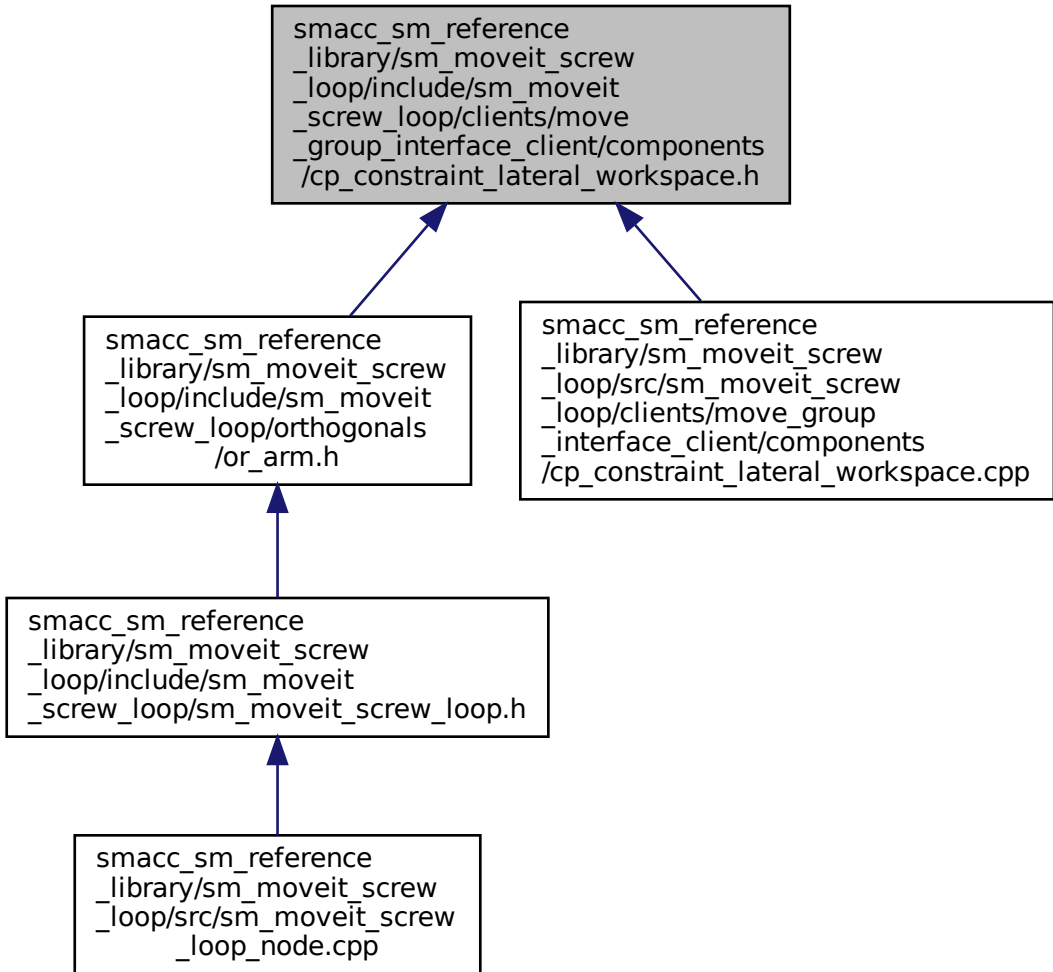 smacc_sm_reference
_library/sm_moveit_screw
_loop/include/sm_moveit
_screw_loop/clients/move
_group_interface_client/components
/cp_constraint_lateral_workspace.h
smacc_sm_reference
_library/sm_moveit_screw
_loop/include/sm_moveit
_screw_loop/orthogonals
/or_arm.h
smacc_sm_reference
_library/sm_moveit_screw
_loop/src/sm_moveit_screw
_loop/clients/move_group
_interface_client/components
/cp_constraint_lateral_workspace.cpp
smacc_sm_reference
_library/sm_moveit_screw
_loop/include/sm_moveit
_screw_loop/sm_moveit_screw_loop.h
smacc_sm_reference
_library/sm_moveit_screw
_loop/src/sm_moveit_screw
_loop_node.cpp